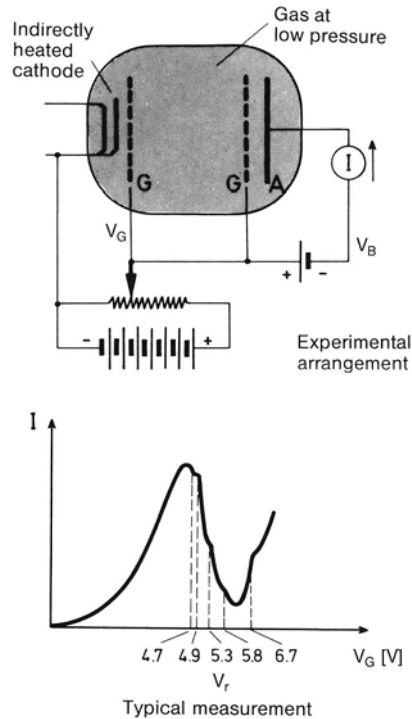 Indirectly
heated
cathode
Gas at
low pressure
G
G
A
I
V_G
V_B
+
-
-
+
Experimental
arrangement
I
4.7
4.9
5.3
5.8
6.7
V_G [V]
V_r
Typical measurement